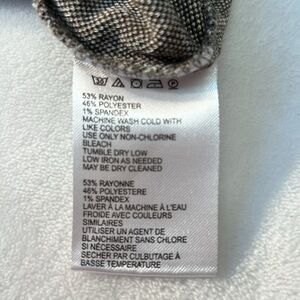 53% RAYON
46% POLYESTER
1% SPANDEX
MACHINE WASH COLD WITH
LIKE COLORS
USE ONLY NON-CHLORINE
BLEACH
TUMBLE DRY LOW
LOW IRON AS NEEDED
MAY BE DRY CLEANED
53% RAYONNE
46% POLYESTERE
1% SPANDEX
LAVER À LA MACHINE À L'EAU
FROIDE AVEC COULEURS
SIMILAIRES
UTILISER UN AGENT DE
BLANCHIMENT SANS CHLORE
SI NÉCESSAIRE
SECHER PAR CULBUTAGE À
BASSE TEMPÉRATURE